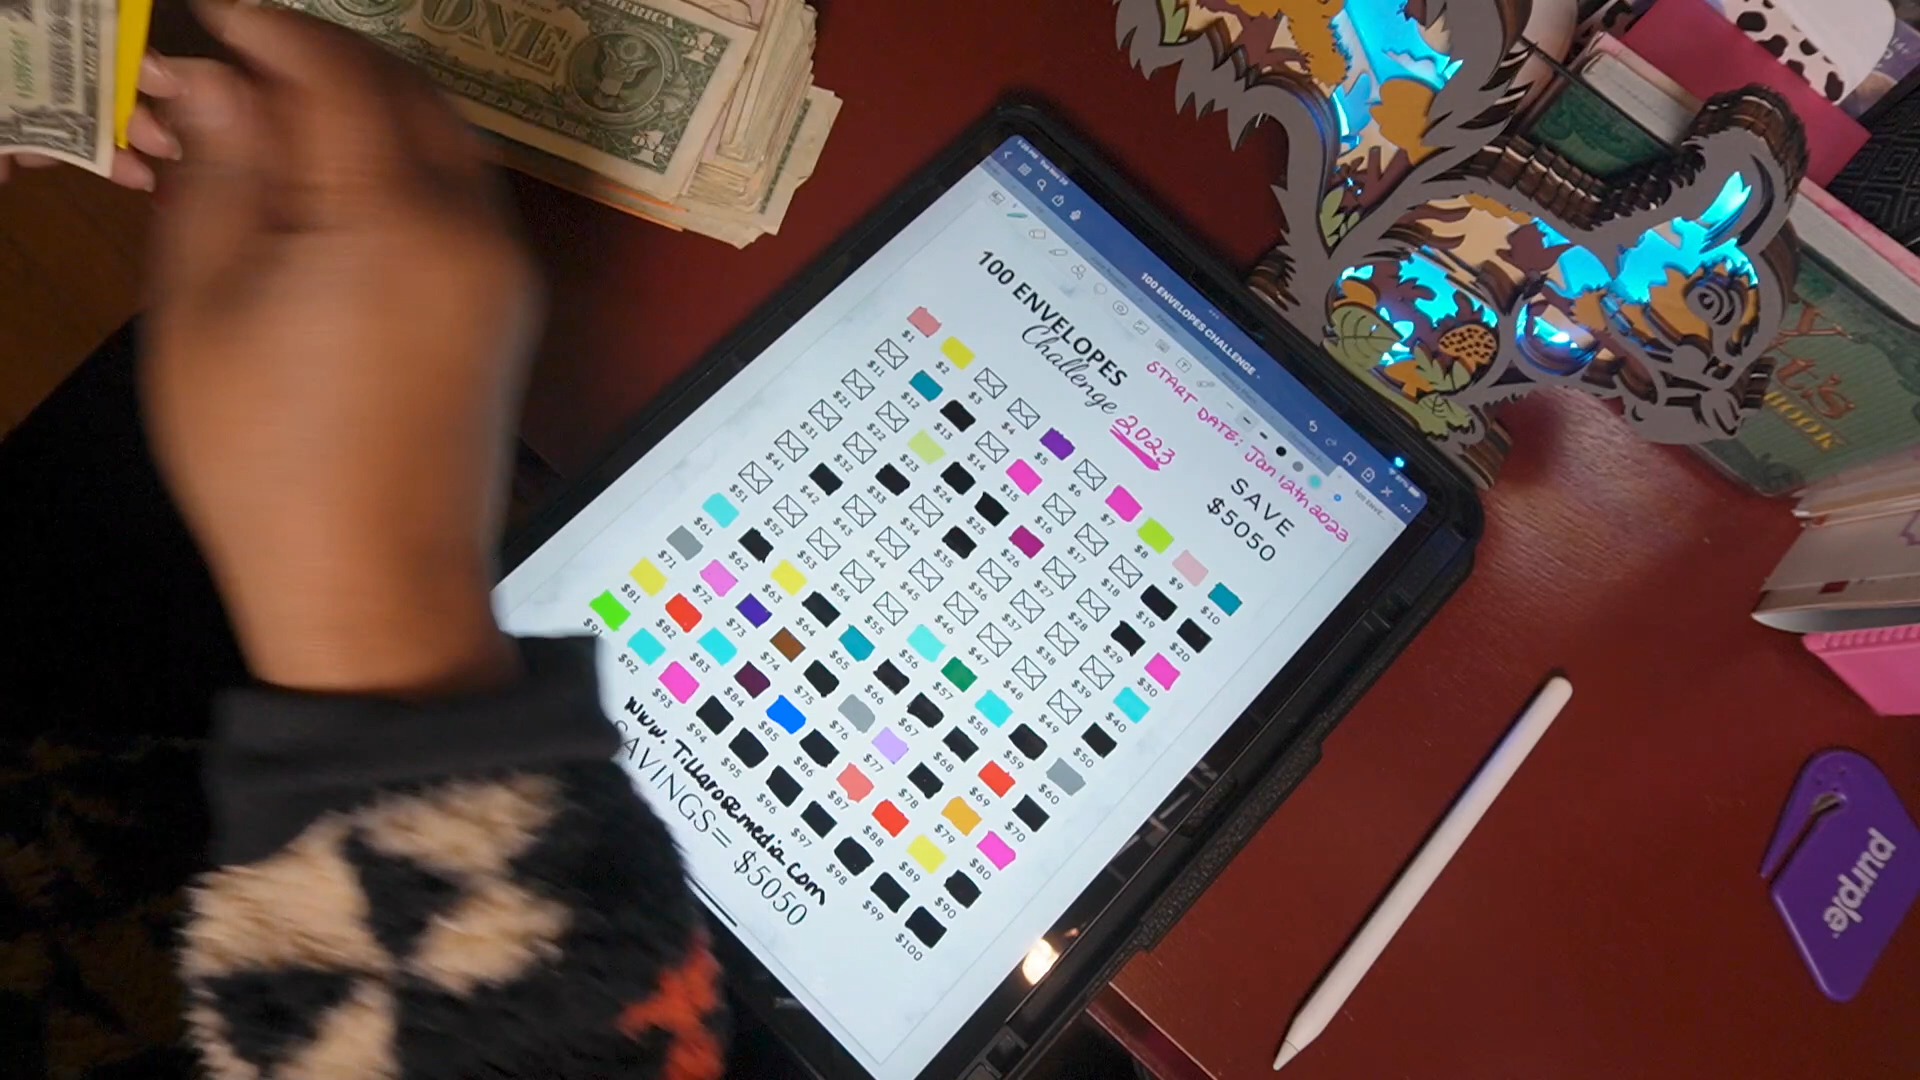 ONE
AMERICA
100 ENVELOPES CHALLENGE
100 ENVELOPES
Challenge
2023
START DATE: Jan 12th 2023
SAVE
$5050
$1 $2 $3 $4 $5 $6 $7 $8 $9 $10
$11 $12 $13 $14 $15 $16 $17 $18 $19 $20
$21 $22 $23 $24 $25 $26 $27 $28 $29 $30
$31 $32 $33 $34 $35 $36 $37 $38 $39 $40
$41 $42 $43 $44 $45 $46 $47 $48 $49 $50
$51 $52 $53 $54 $55 $56 $57 $58 $59 $60
$61 $62 $63 $64 $65 $66 $67 $68 $69 $70
$71 $72 $73 $74 $75 $76 $77 $78 $79 $80
$81 $82 $83 $84 $85 $86 $87 $88 $89 $90
$91 $92 $93 $94 $95 $96 $97 $98 $99 $100
www.Tillarosemedia.com
SAVINGS= $5050
purple